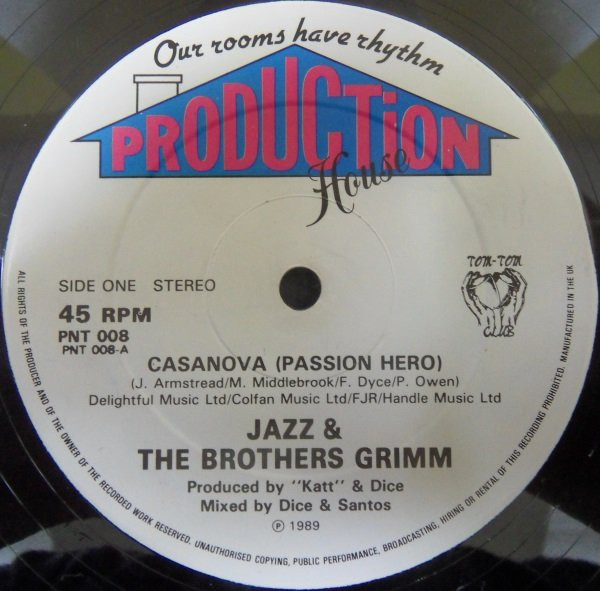 Our rooms have rhythm
PRODUCTiON
House
TOM-TOM
CLUB
SIDE ONE STEREO
45 RPM
PNT 008
PNT 008-A
CASANOVA (PASSION HERO)
(J. Armstread/M. Middlebrook/F. Dyce/P. Owen)
Delightful Music Ltd/Colfan Music Ltd/FJR/Handle Music Ltd
JAZZ &
THE BROTHERS GRIMM
Produced by "Katt" & Dice
Mixed by Dice & Santos
℗ 1989
ALL RIGHTS OF THE PRODUCER AND OF THE OWNER OF THE RECORDED WORK RESERVED. UNAUTHORISED COPYING, PUBLIC PERFORMANCE, BROADCASTING, HIRING OR RENTAL OF THIS RECORDING PROHIBITED. MANUFACTURED IN THE UK